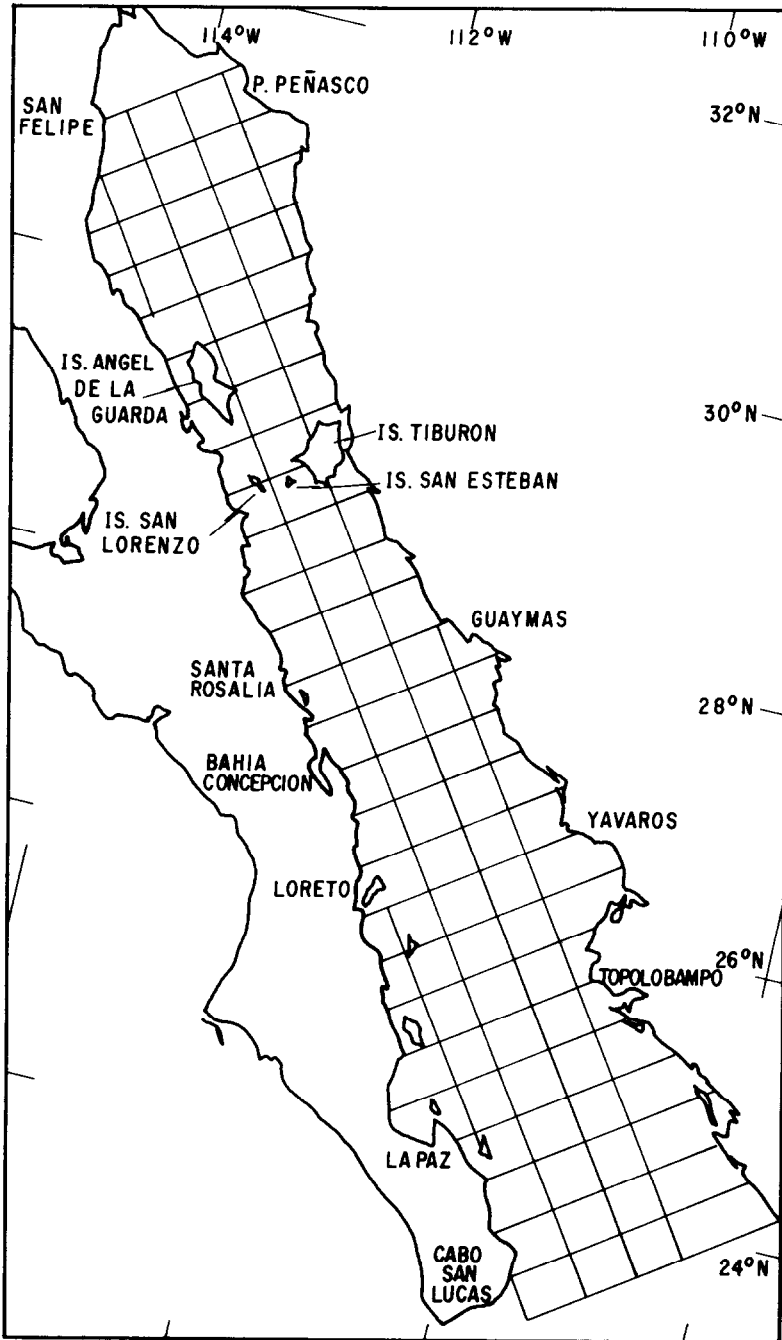 114°W
112°W
110°W
P. PEÑASCO
SAN
FELIPE
32°N
IS. ANGEL
DE LA
GUARDA
30°N
IS. TIBURON
IS. SAN ESTEBAN
IS. SAN
LORENZO
GUAYMAS
SANTA
ROSALIA
28°N
BAHIA
CONCEPCION
YAVAROS
LORETO
26°N
TOPOLOBAMPO
LA PAZ
CABO
SAN
LUCAS
24°N